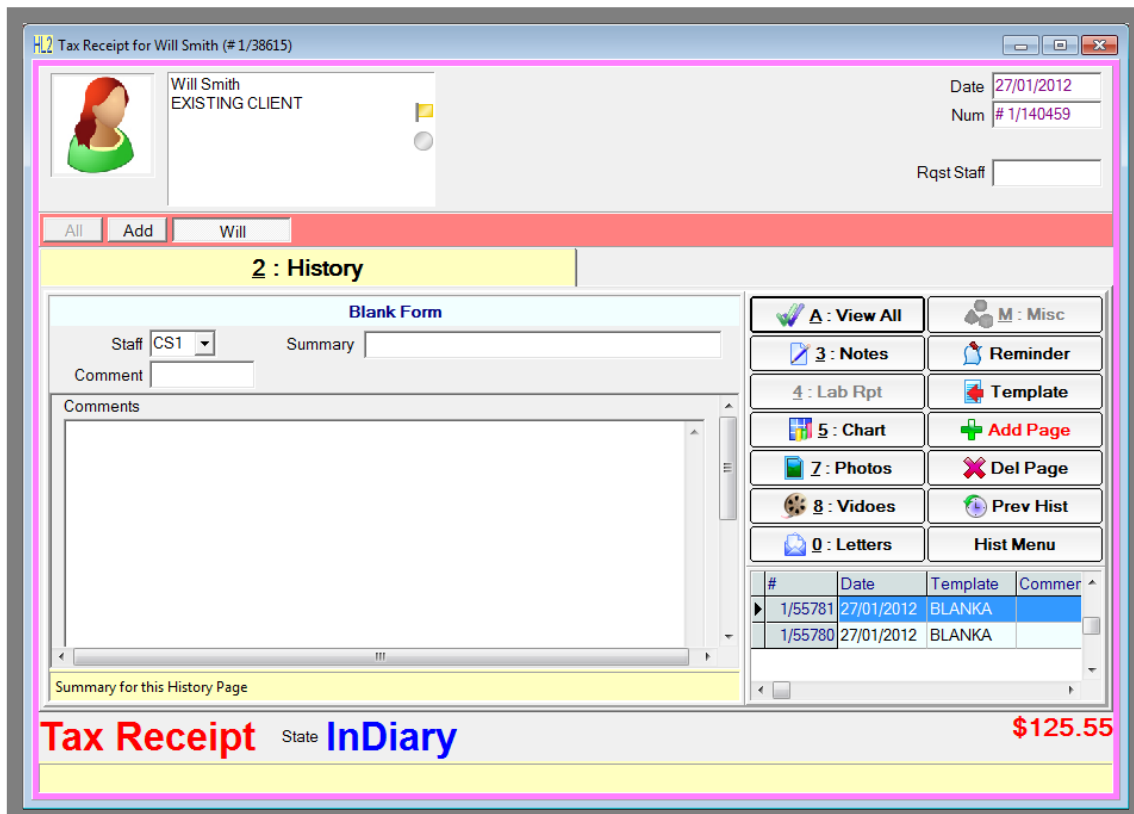 HL2 Tax Receipt for Will Smith (# 1/38615)
Will Smith
EXISTING CLIENT
Date 27/01/2012
Num # 1/140459
Rqst Staff
All Add Will
2 : History
Blank Form
Staff CS1 Summary
Comment
Comments
Summary for this History Page
A : View All M : Misc
3 : Notes Reminder
4 : Lab Rpt Template
5 : Chart Add Page
7 : Photos Del Page
8 : Vidoes Prev Hist
0 : Letters Hist Menu
# Date Template Commer
1/55781 27/01/2012 BLANKA
1/55780 27/01/2012 BLANKA
Tax Receipt State InDiary $125.55